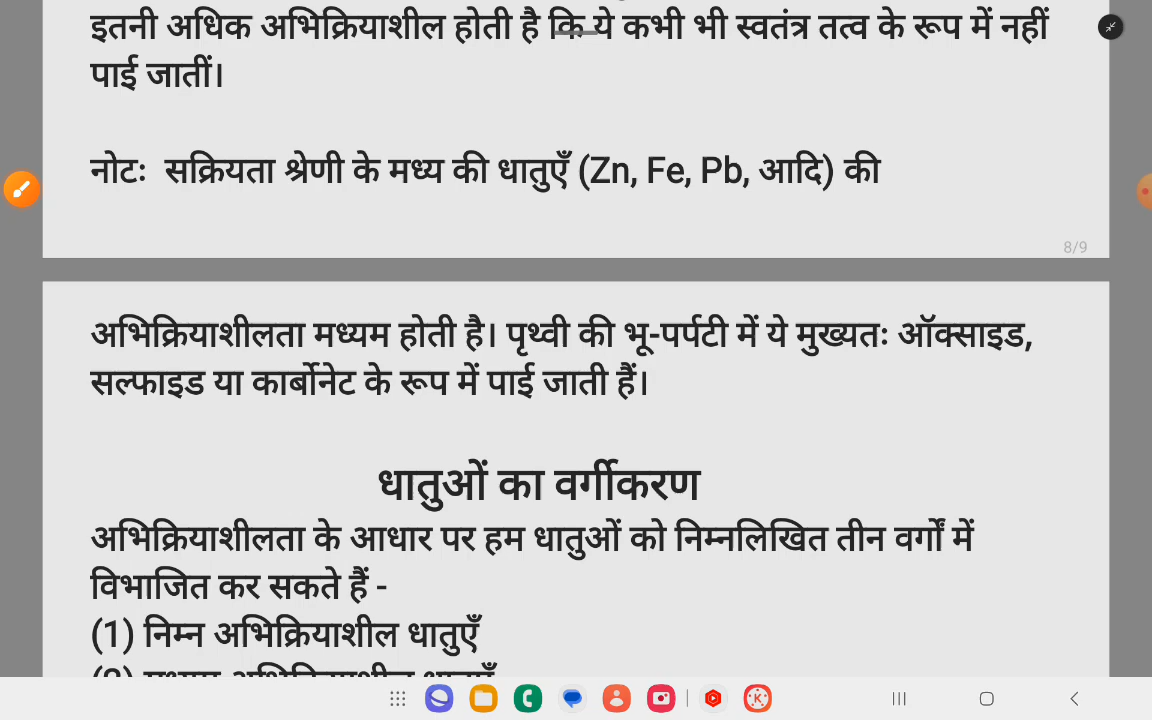 इतनी अधिक अभिक्रियाशील होती है कि ये कभी भी स्वतंत्र तत्व के रूप में नहीं
पाई जातीं।
नोटः सक्रियता श्रेणी के मध्य की धातुएँ (Zn, Fe, Pb, आदि) की
8/9
अभिक्रियाशीलता मध्यम होती है। पृथ्वी की भू-पर्पटी में ये मुख्यतः ऑक्साइड,
सल्फाइड या कार्बोनेट के रूप में पाई जाती हैं।
धातुओं का वर्गीकरण
अभिक्रियाशीलता के आधार पर हम धातुओं को निम्नलिखित तीन वर्गों में
विभाजित कर सकते हैं -
(1) निम्न अभिक्रियाशील धातुएँ